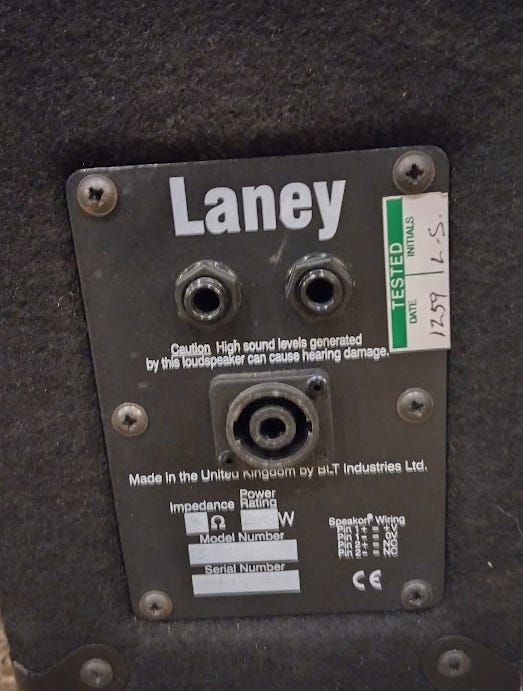 Laney
TESTED
DATE INITIALS
1259 L.S.
Caution High sound levels generated
by this loudspeaker can cause hearing damage.
Made in the United Kingdom by BLT Industries Ltd.
Impedance Power Rating
Ω W
Model Number
Serial Number
Speakon® Wiring
Pin 1+ = +V
Pin 1- = 0V
Pin 2+ = NC
Pin 2- = NC
CE